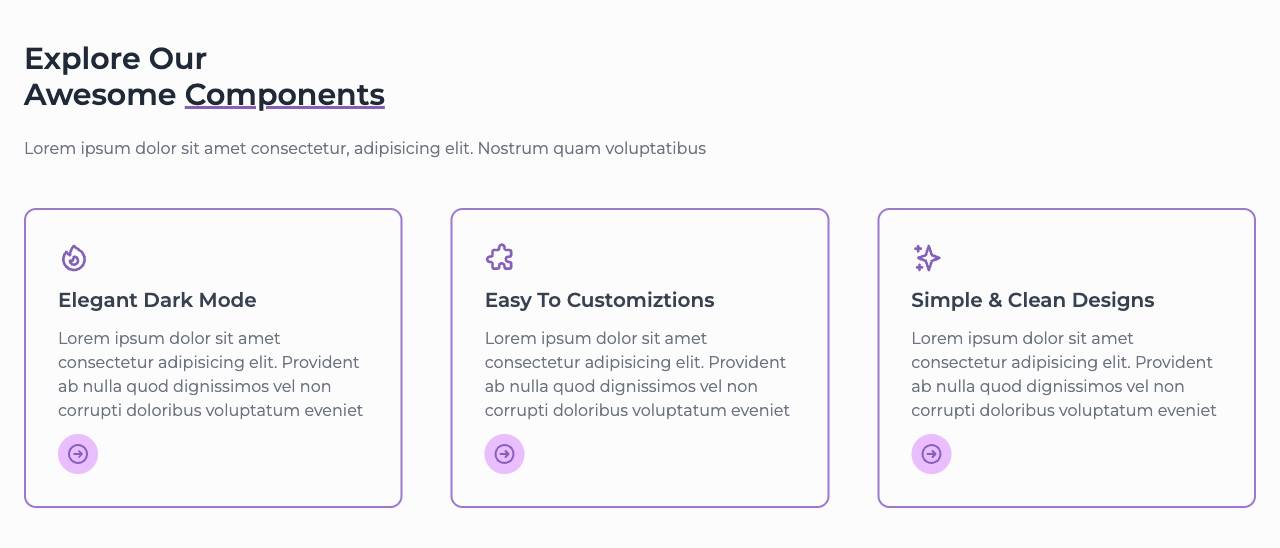 Explore Our
Awesome Components
Lorem ipsum dolor sit amet consectetur, adipisicing elit. Nostrum quam voluptatibus
Elegant Dark Mode
Lorem ipsum dolor sit amet
consectetur adipisicing elit. Provident
ab nulla quod dignissimos vel non
corrupti doloribus voluptatum eveniet
Easy To Customiztions
Lorem ipsum dolor sit amet
consectetur adipisicing elit. Provident
ab nulla quod dignissimos vel non
corrupti doloribus voluptatum eveniet
Simple & Clean Designs
Lorem ipsum dolor sit amet
consectetur adipisicing elit. Provident
ab nulla quod dignissimos vel non
corrupti doloribus voluptatum eveniet